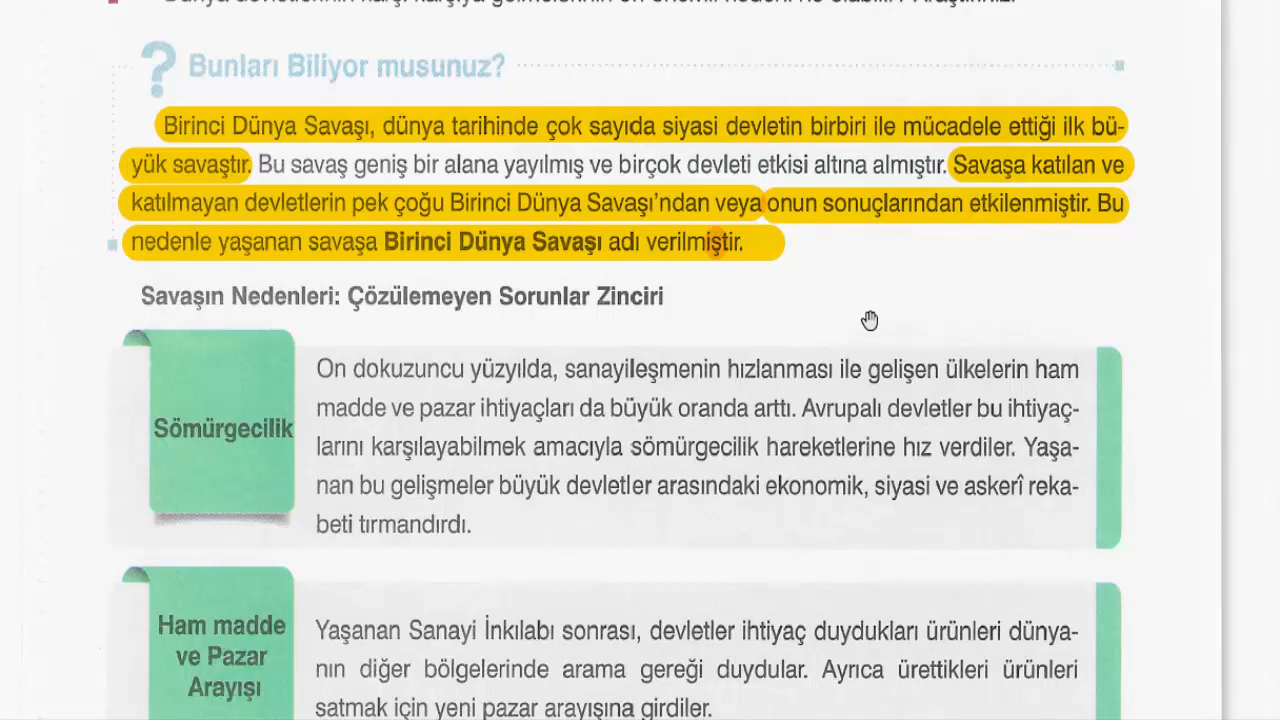 Bunları Biliyor musunuz?
Birinci Dünya Savaşı, dünya tarihinde çok sayıda siyasi devletin birbiri ile mücadele ettiği ilk bü-
yük savaştır. Bu savaş geniş bir alana yayılmış ve birçok devleti etkisi altına almıştır. Savaşa katılan ve
katılmayan devletlerin pek çoğu Birinci Dünya Savaşı'ndan veya onun sonuçlarından etkilenmiştir. Bu
nedenle yaşanan savaşa Birinci Dünya Savaşı adı verilmiştir.
Savaşın Nedenleri: Çözülemeyen Sorunlar Zinciri
Sömürgecilik
On dokuzuncu yüzyılda, sanayileşmenin hızlanması ile gelişen ülkelerin ham
madde ve pazar ihtiyaçları da büyük oranda arttı. Avrupalı devletler bu ihtiyaç-
larını karşılayabilmek amacıyla sömürgecilik hareketlerine hız verdiler. Yaşa-
nan bu gelişmeler büyük devletler arasındaki ekonomik, siyasi ve askerî reka-
beti tırmandırdı.
Ham madde
ve Pazar
Arayışı
Yaşanan Sanayi İnkılabı sonrası, devletler ihtiyaç duydukları ürünleri dünya-
nın diğer bölgelerinde arama gereği duydular. Ayrıca ürettikleri ürünleri
satmak için yeni pazar arayışına girdiler.